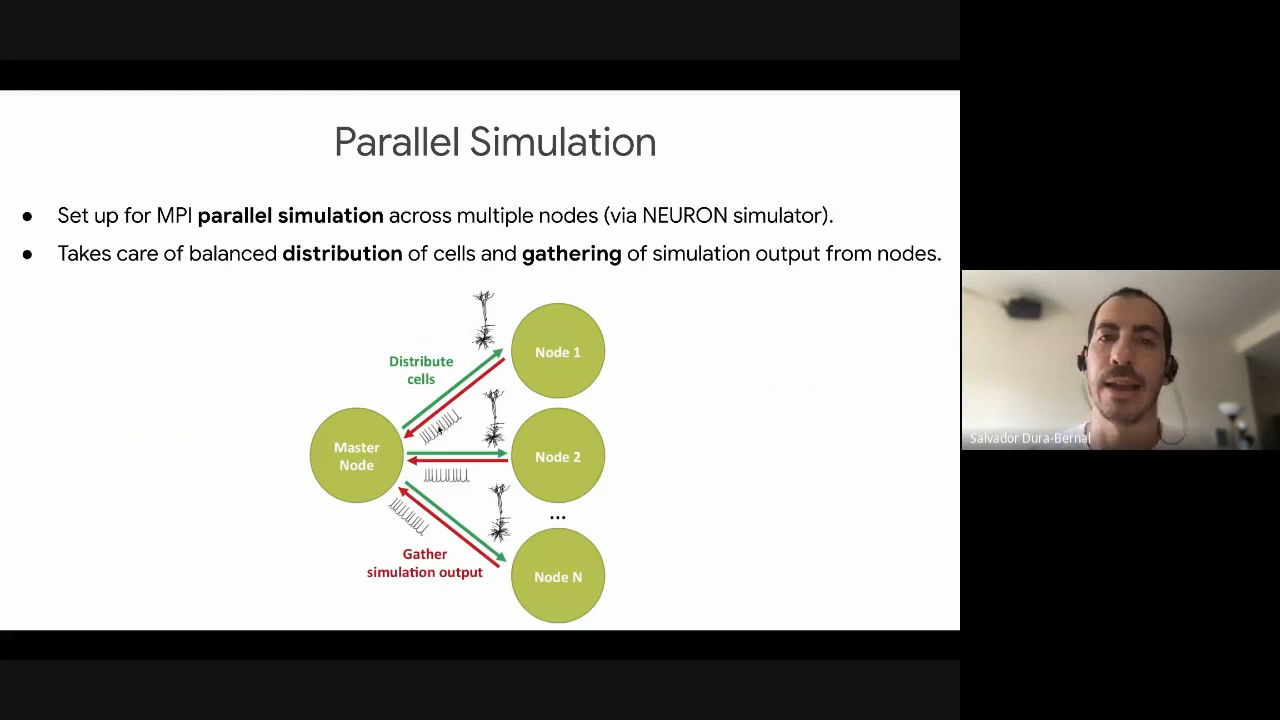 Parallel Simulation
● Set up for MPI parallel simulation across multiple nodes (via NEURON simulator).
● Takes care of balanced distribution of cells and gathering of simulation output from nodes.
Distribute
cells
Node 1
Master
Node
Node 2
...
Gather
simulation output
Node N
Salvador Dura-Bernal